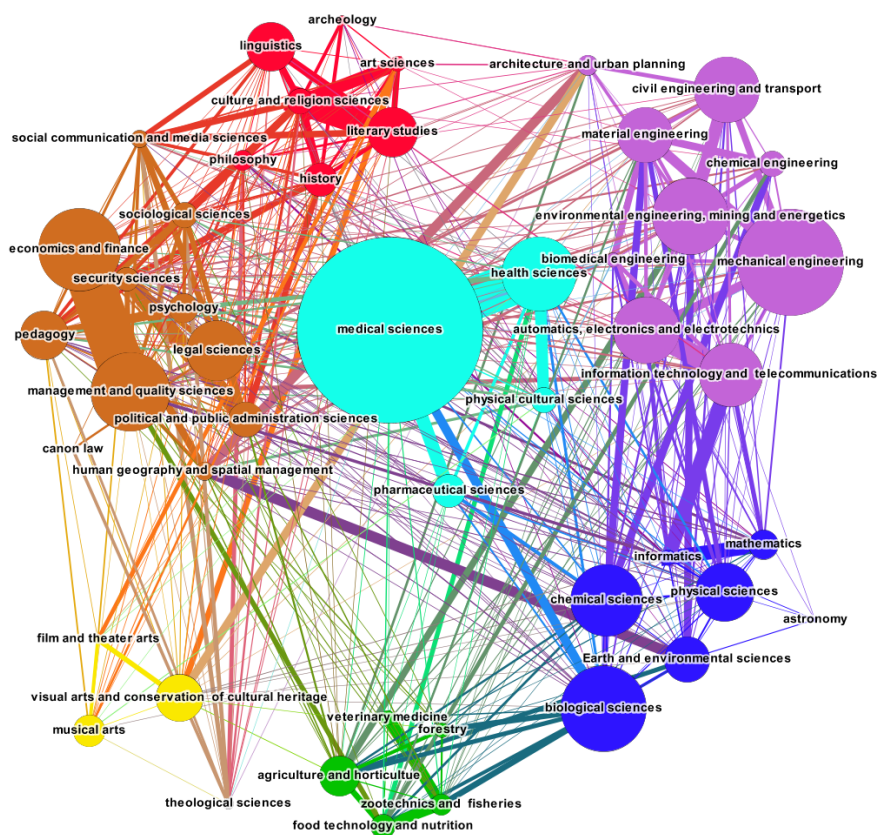 archeology
linguistics
art sciences
architecture and urban planning
civil engineering and transport
culture and religion sciences
literary studies
material engineering
social communication and media sciences
philosophy
chemical engineering
history
sociological sciences
environmental engineering, mining and energetics
economics and finance
biomedical engineering
mechanical engineering
health sciences
security sciences
psychology
medical sciences
automatics, electronics and electrotechnics
pedagogy
legal sciences
information technology and telecommunications
management and quality sciences
physical cultural sciences
political and public administration sciences
canon law
human geography and spatial management
pharmaceutical sciences
mathematics
informatics
chemical sciences
physical sciences
astronomy
film and theater arts
Earth and environmental sciences
visual arts and conservation of cultural heritage
biological sciences
veterinary medicine
musical arts
forestry
agriculture and horticultue
theological sciences
zootechnics and fisheries
food technology and nutrition